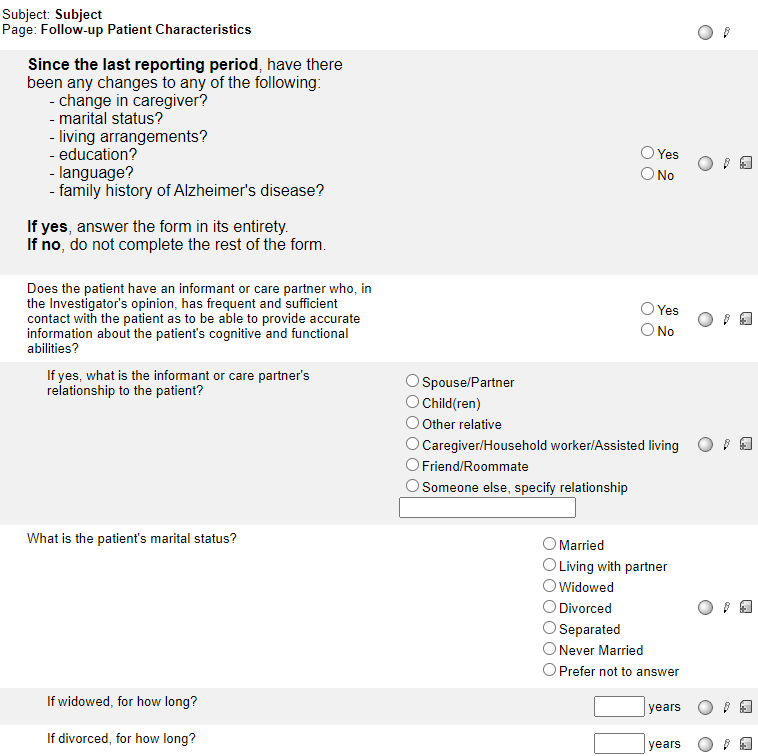 Subject: Subject
Page: Follow-up Patient Characteristics
Since the last reporting period, have there
been any changes to any of the following:
- change in caregiver?
- marital status?
- living arrangements?
- education?
- language?
- family history of Alzheimer's disease?
If yes, answer the form in its entirety.
If no, do not complete the rest of the form.
Yes
No
Does the patient have an informant or care partner who, in
the Investigator's opinion, has frequent and sufficient
contact with the patient as to be able to provide accurate
information about the patient's cognitive and functional
abilities?
Yes
No
If yes, what is the informant or care partner's
relationship to the patient?
Spouse/Partner
Child(ren)
Other relative
Caregiver/Household worker/Assisted living
Friend/Roommate
Someone else, specify relationship
What is the patient's marital status?
Married
Living with partner
Widowed
Divorced
Separated
Never Married
Prefer not to answer
If widowed, for how long?
years
If divorced, for how long?
years